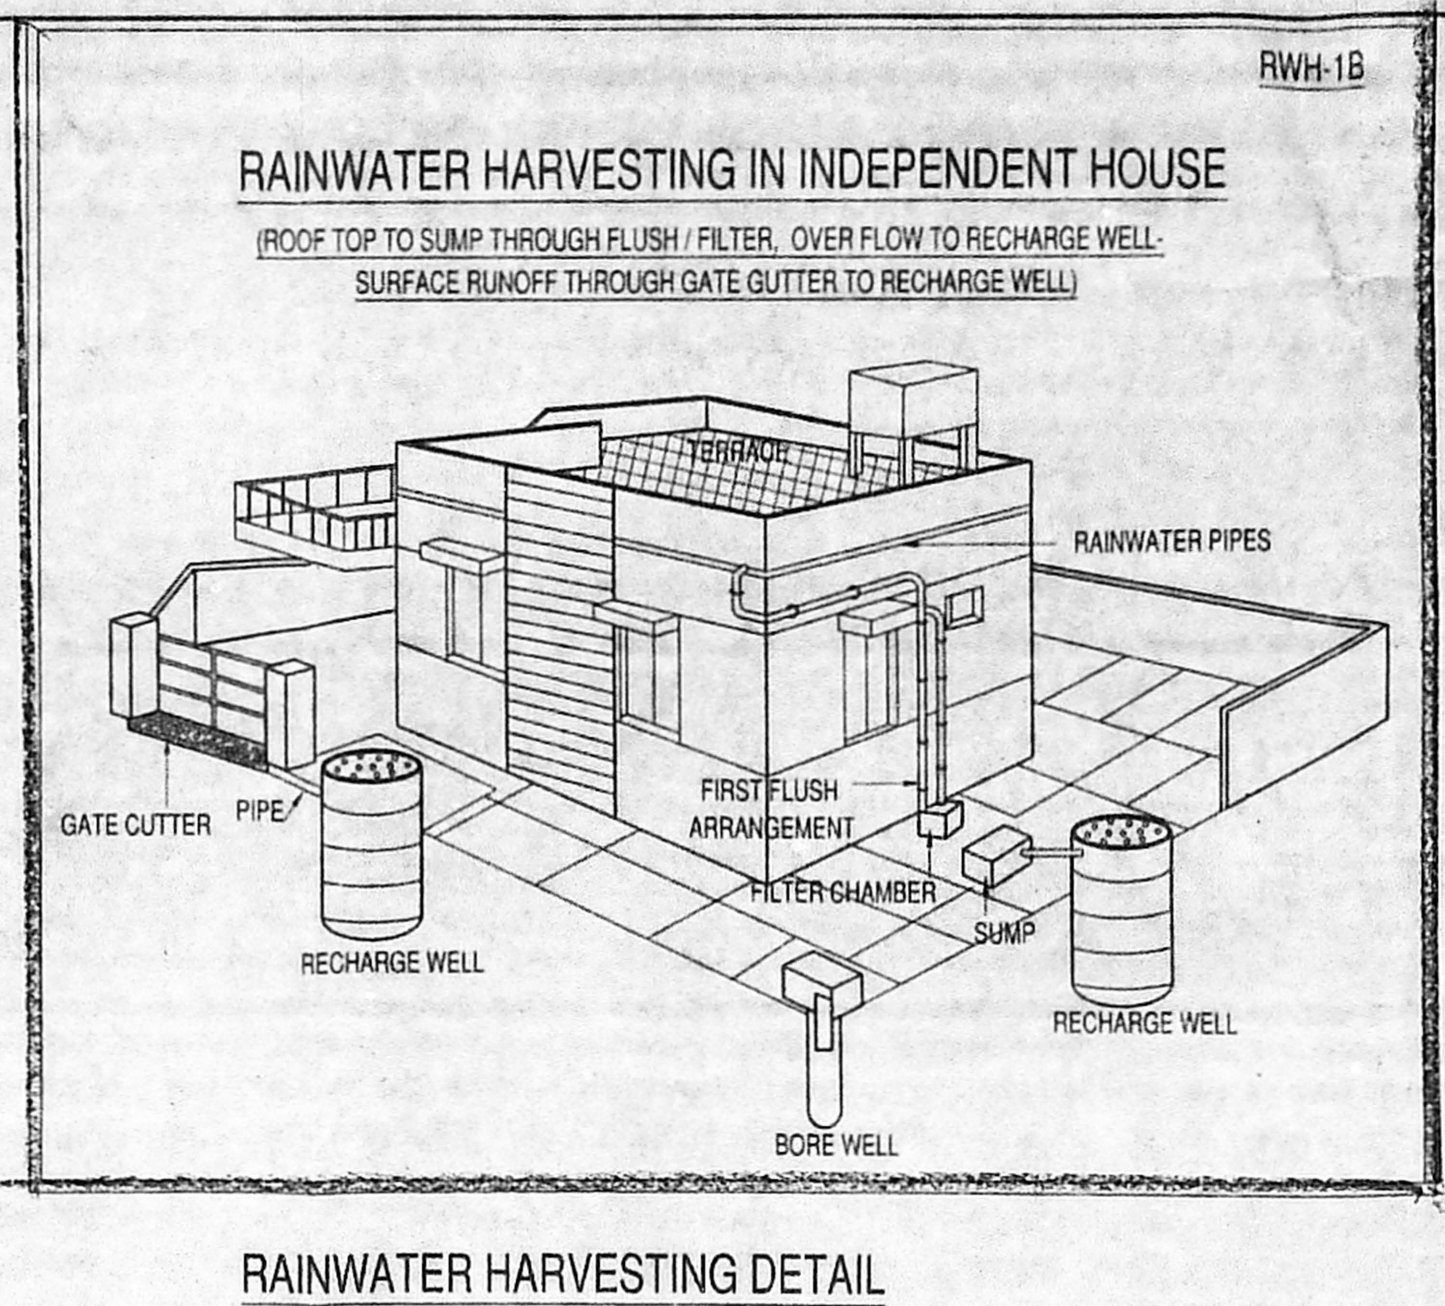 RWH-1B
RAINWATER HARVESTING IN INDEPENDENT HOUSE
(ROOF TOP TO SUMP THROUGH FLUSH / FILTER, OVER FLOW TO RECHARGE WELL-
SURFACE RUNOFF THROUGH GATE GUTTER TO RECHARGE WELL)
TERRACE
RAINWATER PIPES
FIRST FLUSH
ARRANGEMENT
GATE CUTTER
PIPE
FILTER CHAMBER
SUMP
RECHARGE WELL
RECHARGE WELL
BORE WELL
RAINWATER HARVESTING DETAIL